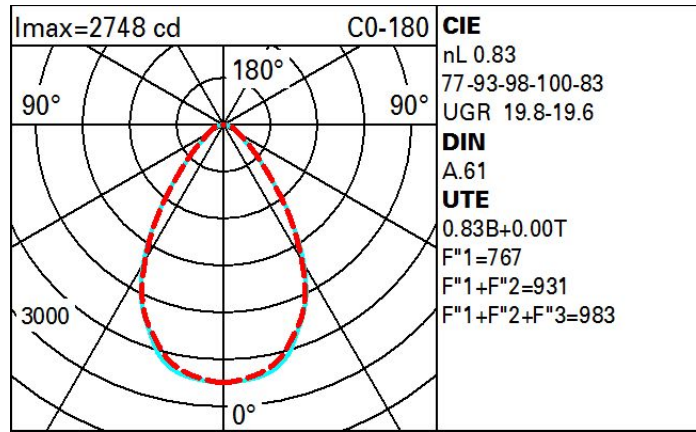 Imax=2748 cd C0-180
180°
90° 90°
3000
0°
CIE
nL 0.83
77-93-98-100-83
UGR 19.8-19.6
DIN
A.61
UTE
0.83B+0.00T
F"1=767
F"1+F"2=931
F"1+F"2+F"3=983